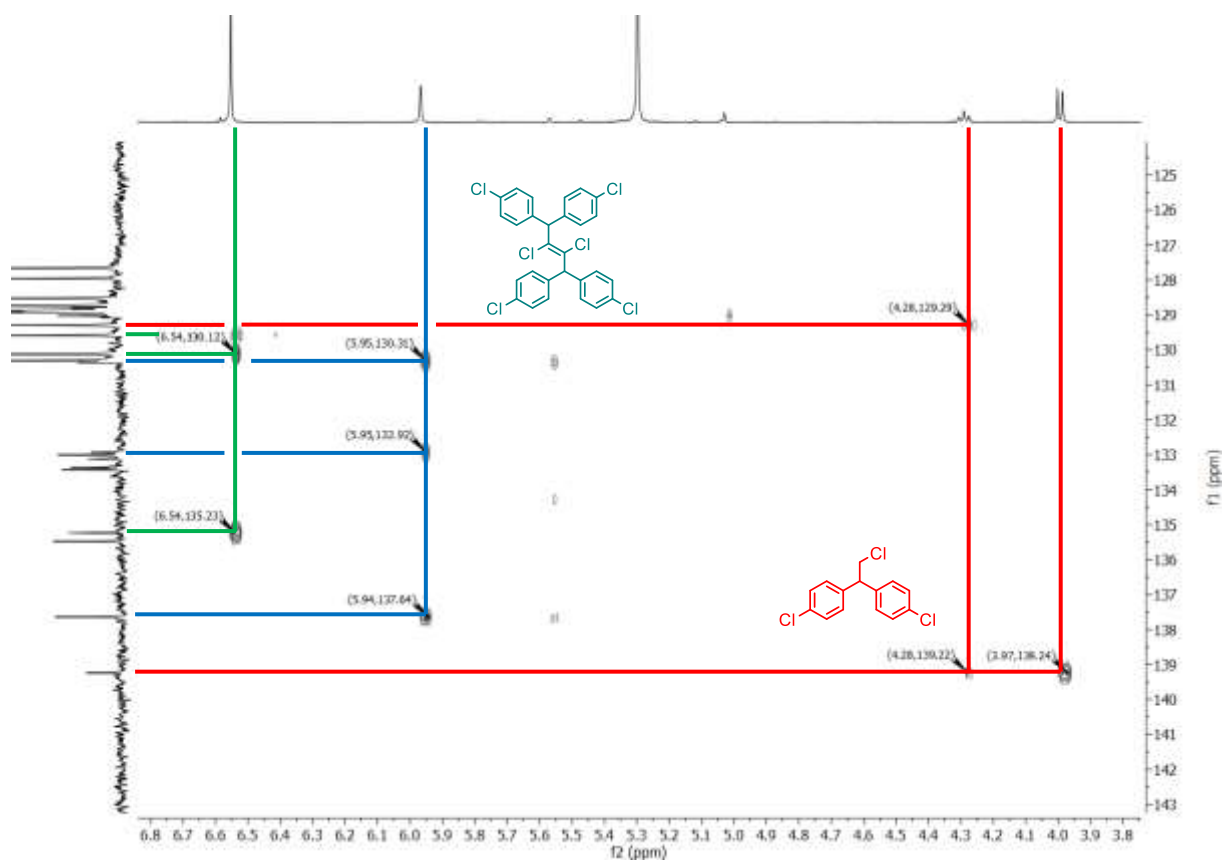 Cl
Cl
Cl
Cl
Cl
Cl
(4.28,129.29)
(6.54,130.12)
(5.95,130.31)
(5.95,132.92)
(6.54,135.23)
Cl
(5.94,137.64)
Cl
Cl
(4.28,139.22)
(3.97,138.24)
125
126
127
128
129
130
131
132
133
134
135
136
137
138
139
140
141
142
143
f1 (ppm)
6.8 6.7 6.6 6.5 6.4 6.3 6.2 6.1 6.0 5.9 5.8 5.7 5.6 5.5 5.4 5.3 5.2 5.1 5.0 4.9 4.8 4.7 4.6 4.5 4.4 4.3 4.2 4.1 4.0 3.9 3.8
f2 (ppm)